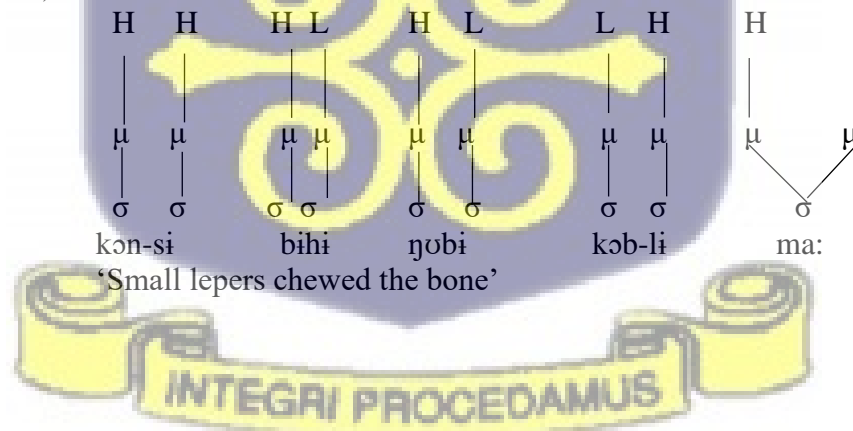 H H H L H L L H H
μ μ μ μ μ μ μ μ μ μ
σ σ σ σ σ σ σ σ σ
kɔn-sɨ bɨhɨ ŋʊbɨ kɔb-lɨ ma:
‘Small lepers chewed the bone’
INTEGRI PROCEDAMUS